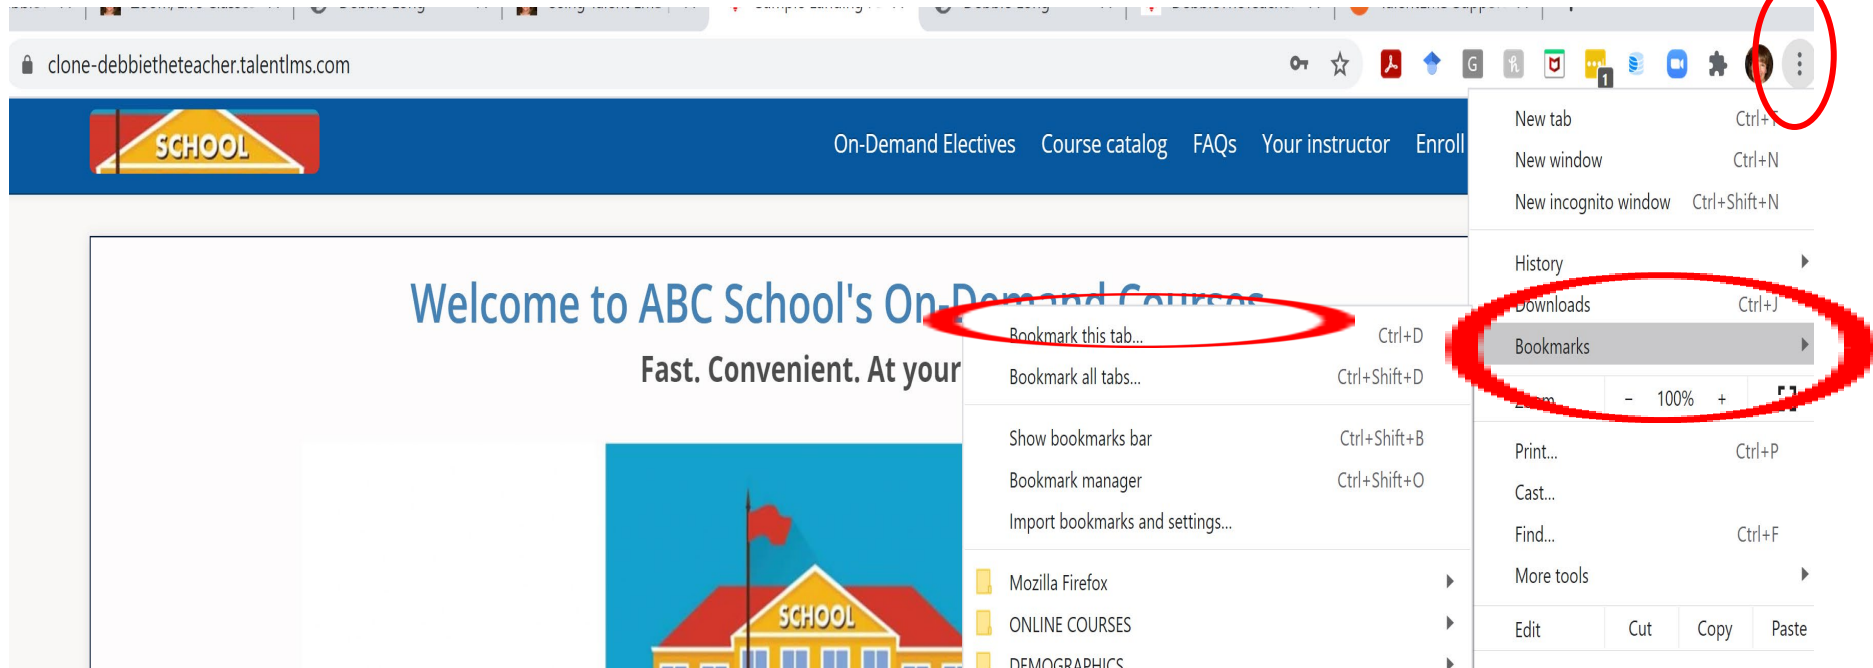 clone-debbietheteacher.talentlms.com
G
1
SCHOOL
On-Demand Electives Course catalog FAQs Your instructor Enroll
New tab Ctrl+T
New window Ctrl+N
New incognito window Ctrl+Shift+N
History
Downloads Ctrl+J
Bookmarks
Zoom - 100% +
Print... Ctrl+P
Cast...
Find... Ctrl+F
More tools
Edit Cut Copy Paste
Welcome to ABC School's On-Demand Courses
Fast. Convenient. At your
Bookmark this tab... Ctrl+D
Bookmark all tabs... Ctrl+Shift+D
Show bookmarks bar Ctrl+Shift+B
Bookmark manager Ctrl+Shift+O
Import bookmarks and settings...
Mozilla Firefox
ONLINE COURSES
DEMOGRAPHICS
SCHOOL